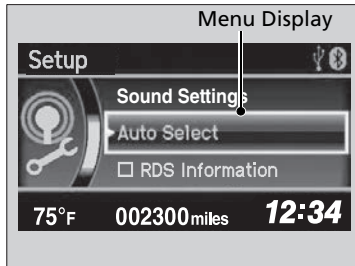 Menu Display
Setup
Sound Settings
Auto Select
RDS Information
75°F 002300 miles 12:34